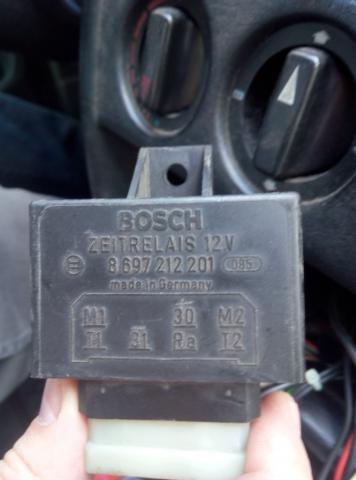 BOSCH
ZEITRELAIS 12V
8 697 212 201 085
made in Germany
M1 30 M2
T1 31 Ra T2